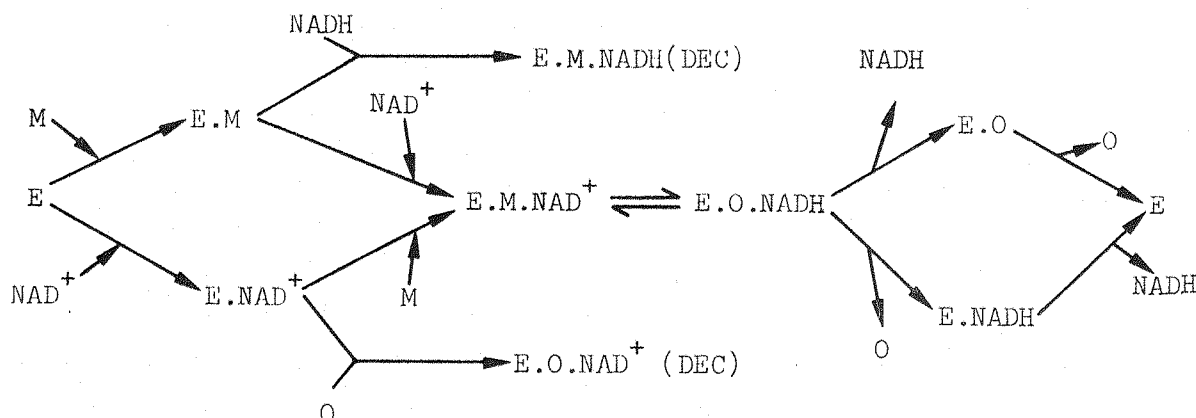 NADH
E.M.NADH(DEC)
NADH
NAD+
M
E.M
E.O
O
E
E.M.NAD+
E.O.NADH
E
NAD+
E.NAD+
M
E.NADH
NADH
O
E.O.NAD+ (DEC)
O